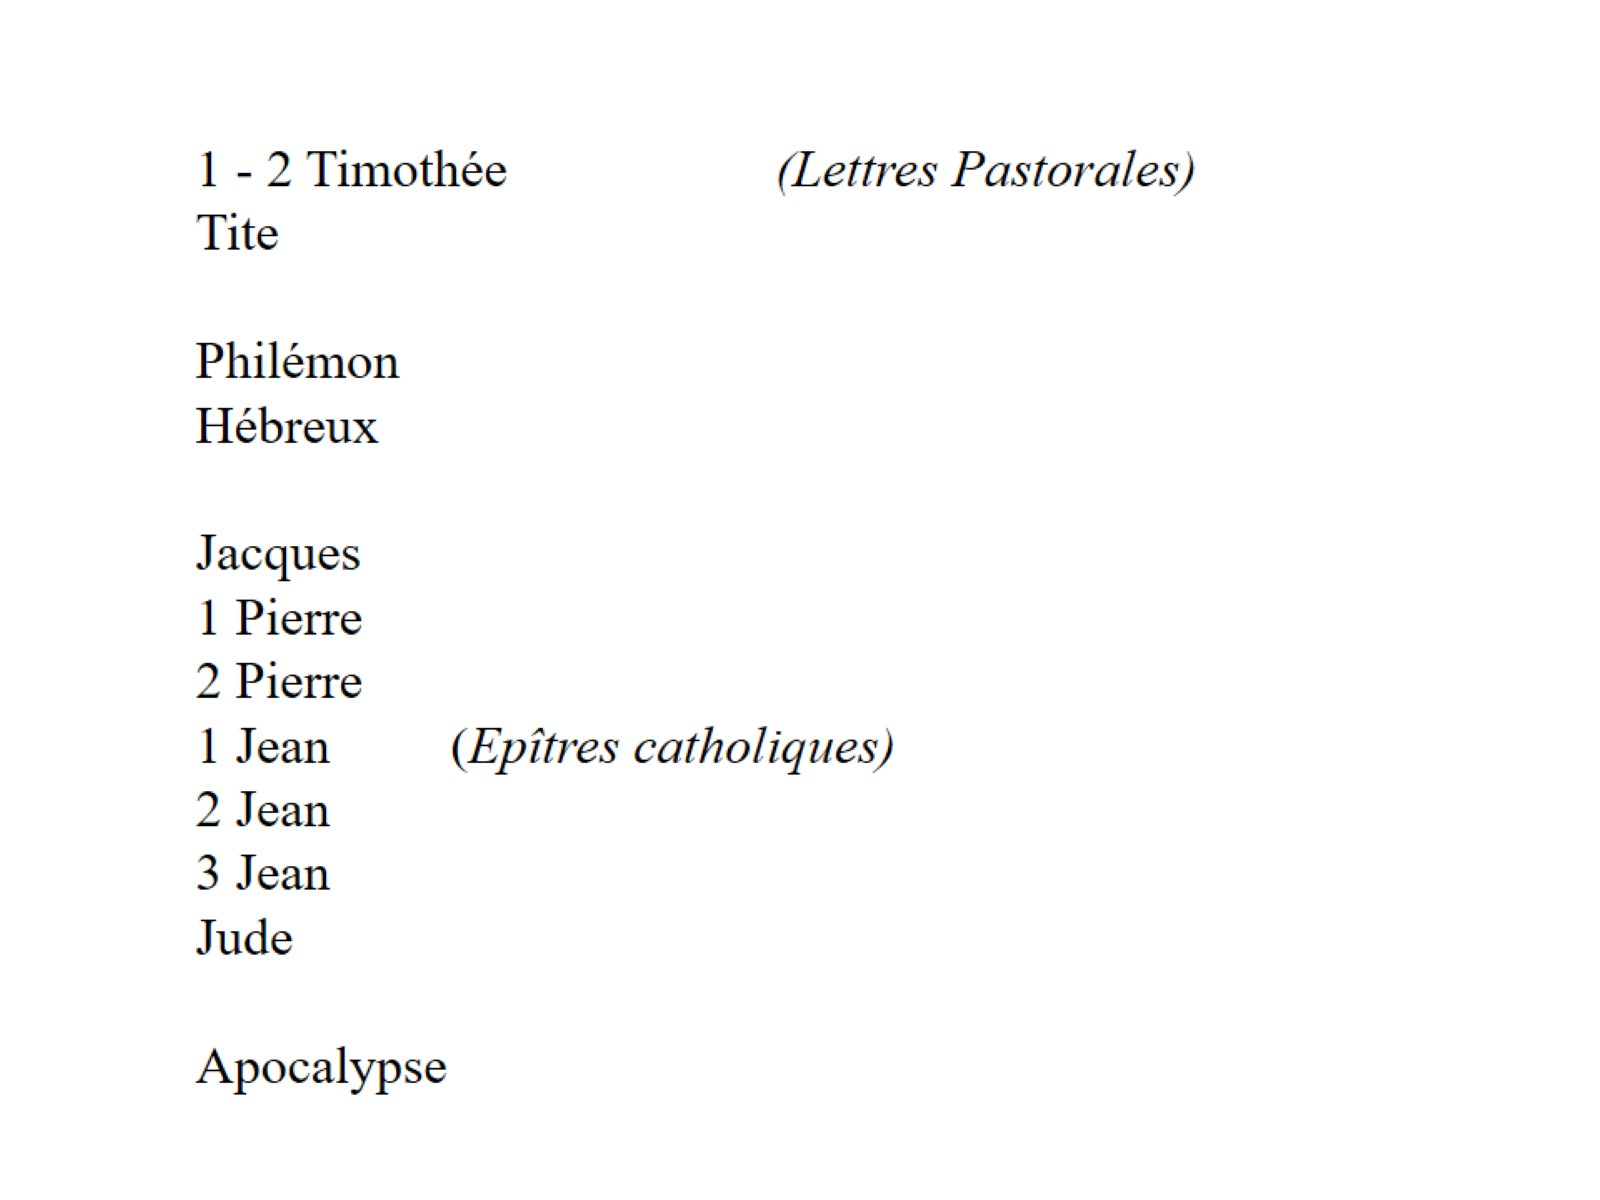 1 - 2 Timothée (Lettres Pastorales)
Tite
Philémon
Hébreux
Jacques
1 Pierre
2 Pierre
1 Jean (Epîtres catholiques)
2 Jean
3 Jean
Jude
Apocalypse